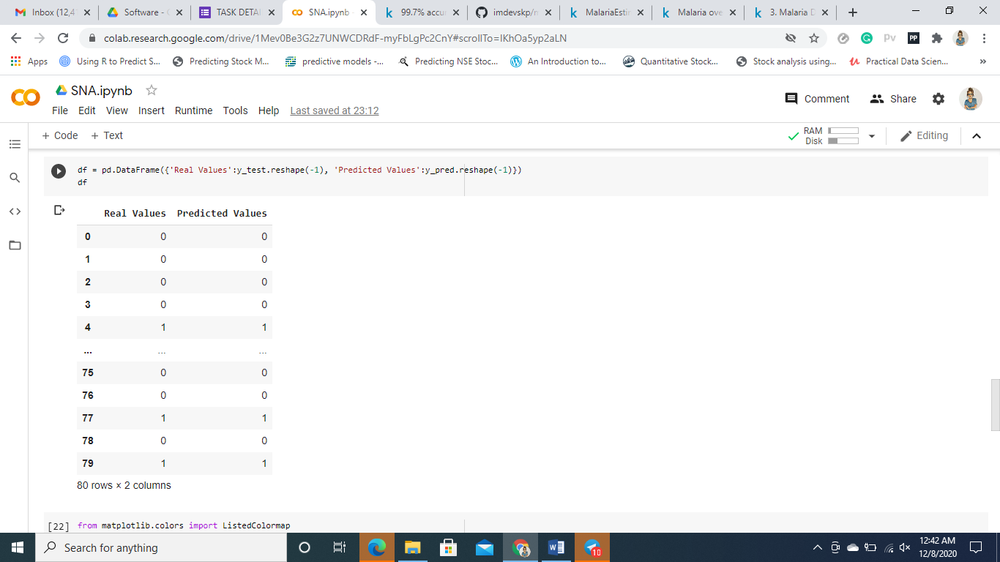 Inbox (12,4
Software - 
TASK DETAI
SNA.ipynb
99.7% accur
imdevskp/m
MalariaEstin
Malaria ove
3. Malaria D
colab.research.google.com/drive/1Mev0Be3G2z7UNWCDRdF-myFbLgPc2CnY#scrollTo=IKhOa5yp2aLN
Apps
Using R to Predict S...
Predicting Stock M...
predictive models -...
Predicting NSE Stoc...
An Introduction to...
Quantitative Stock...
Stock analysis using...
Practical Data Scien...
SNA.ipynb
Comment
Share
File Edit View Insert Runtime Tools Help Last saved at 23:12
+ Code + Text
RAM
Disk
Editing
df = pd.DataFrame({'Real Values':y_test.reshape(-1), 'Predicted Values':y_pred.reshape(-1)})
df
Real Values Predicted Values
0 0 0
1 0 0
2 0 0
3 0 0
4 1 1
... ... ...
75 0 0
76 0 0
77 1 1
78 0 0
79 1 1
80 rows × 2 columns
[22] from matplotlib.colors import ListedColormap
Search for anything
10
12:42 AM
12/8/2020